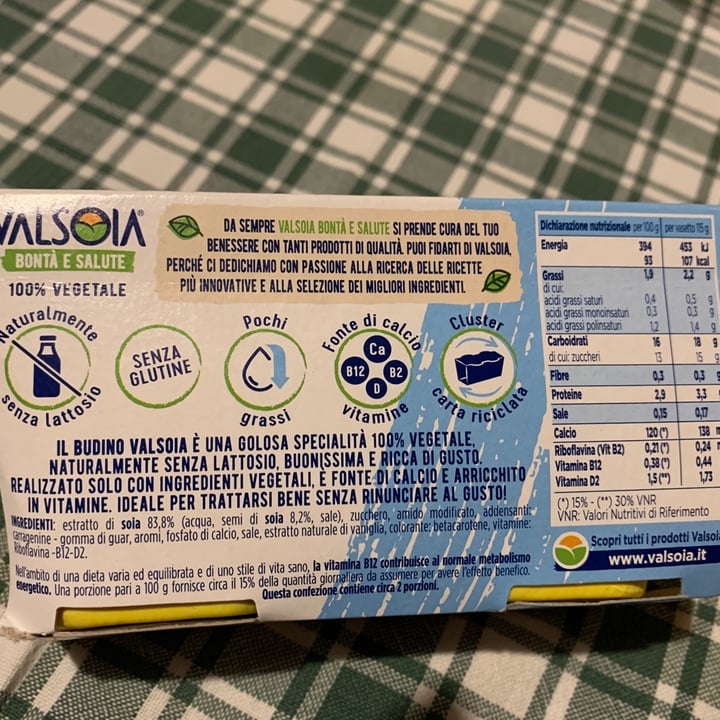 VALSOIA®
BONTÀ E SALUTE
100% VEGETALE
DA SEMPRE VALSOIA BONTÀ E SALUTE SI PRENDE CURA DEL TUO
BENESSERE CON TANTI PRODOTTI DI QUALITÀ. PUOI FIDARTI DI VALSOIA,
PERCHÉ CI DEDICHIAMO CON PASSIONE ALLA RICERCA DELLE RICETTE
PIÙ INNOVATIVE E ALLA SELEZIONE DEI MIGLIORI INGREDIENTI.
Naturalmente
senza lattosio
SENZA
GLUTINE
Pochi
grassi
Fonte di calcio
Ca
B12 B2
D
vitamine
Cluster
carta riciclata
IL BUDINO VALSOIA È UNA GOLOSA SPECIALITÀ 100% VEGETALE,
NATURALMENTE SENZA LATTOSIO, BUONISSIMA E RICCA DI GUSTO.
REALIZZATO SOLO CON INGREDIENTI VEGETALI, È FONTE DI CALCIO E ARRICCHITO
IN VITAMINE. IDEALE PER TRATTARSI BENE SENZA RINUNCIARE AL GUSTO!
INGREDIENTI: estratto di soia 83,8% (acqua, semi di soia 8,2%, sale), zucchero, amido modificato, addensanti:
carragenine - gomma di guar, aromi, fosfato di calcio, sale, estratto naturale di vaniglia, colorante: betacarotene, vitamine:
Riboflavina -B12-D2.
Nell'ambito di una dieta varia ed equilibrata e di uno stile di vita sano, la vitamina B12 contribuisce al normale metabolismo
energetico. Una porzione pari a 100 g fornisce circa il 15% della quantità giornaliera da assumere per avere l'effetto benefico.
Questa confezione contiene circa 2 porzioni.
Dichiarazione nutrizionale per 100 g per vasetto 115 g
Energia 394 453 kJ
93 107 kcal
Grassi 1,9 2,2 g
di cui:
acidi grassi saturi 0,4 0,5 g
acidi grassi monoinsaturi 0,3 0,3 g
acidi grassi polinsaturi 1,2 1,4 g
Carboidrati 16 18 g
di cui: zuccheri 13 15 g
Fibre 0,3 0,3 g
Proteine 2,9 3,3
Sale 0,15 0,17
Calcio 120 (*) 138 m
Riboflavina (Vit B2) 0,21 (*) 0,24
Vitamina B12 0,38 (*) 0,44
Vitamina D2 1,5 (**) 1,73
(*) 15% - (**) 30% VNR
VNR: Valori Nutritivi di Riferimento
Scopri tutti i prodotti Valsoia
www.valsoia.it